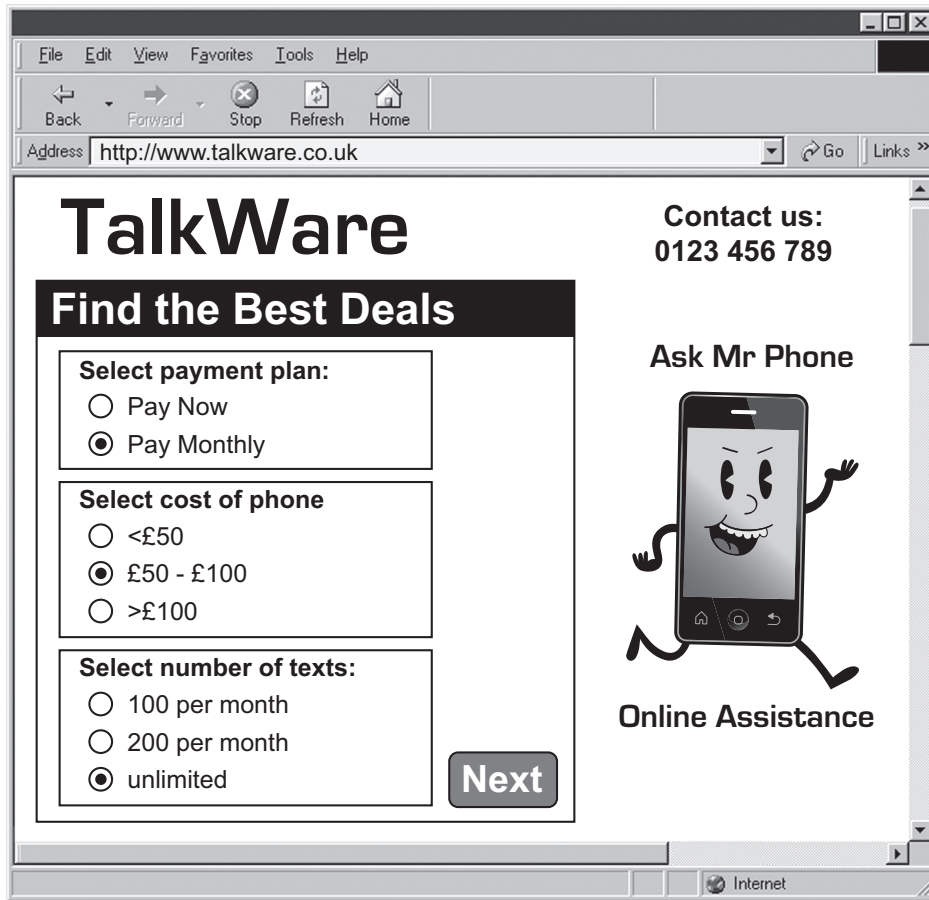 File Edit View Favorites Tools Help
Back Forward Stop Refresh Home
Address http://www.talkware.co.uk Go Links »
TalkWare
Contact us:
0123 456 789
Find the Best Deals
Select payment plan:
Pay Now
Pay Monthly
Select cost of phone
<£50
£50 - £100
>£100
Select number of texts:
100 per month
200 per month
unlimited
Next
Ask Mr Phone
Online Assistance
Internet